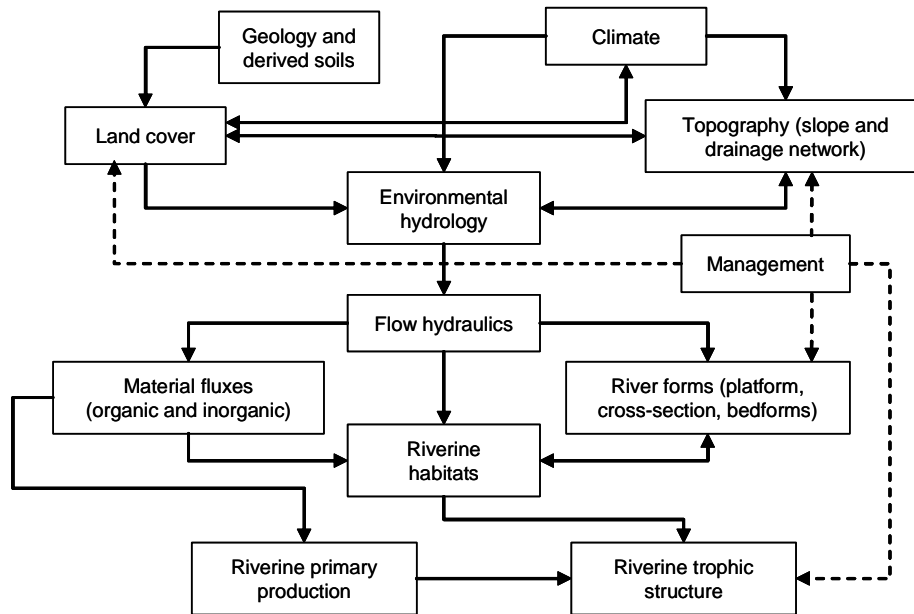 Geology and
derived soils
Climate
Land cover
Topography (slope and
drainage network)
Environmental
hydrology
Management
Flow hydraulics
Material fluxes
(organic and inorganic)
River forms (platform,
cross-section, bedforms)
Riverine
habitats
Riverine primary
production
Riverine trophic
structure